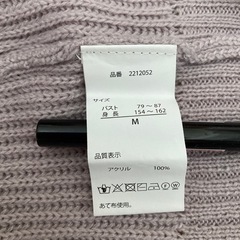 品番 2212052
サイズ
バスト 79～87
身長 154～162
M
品質表示
アクリル 100%
あて布使用。